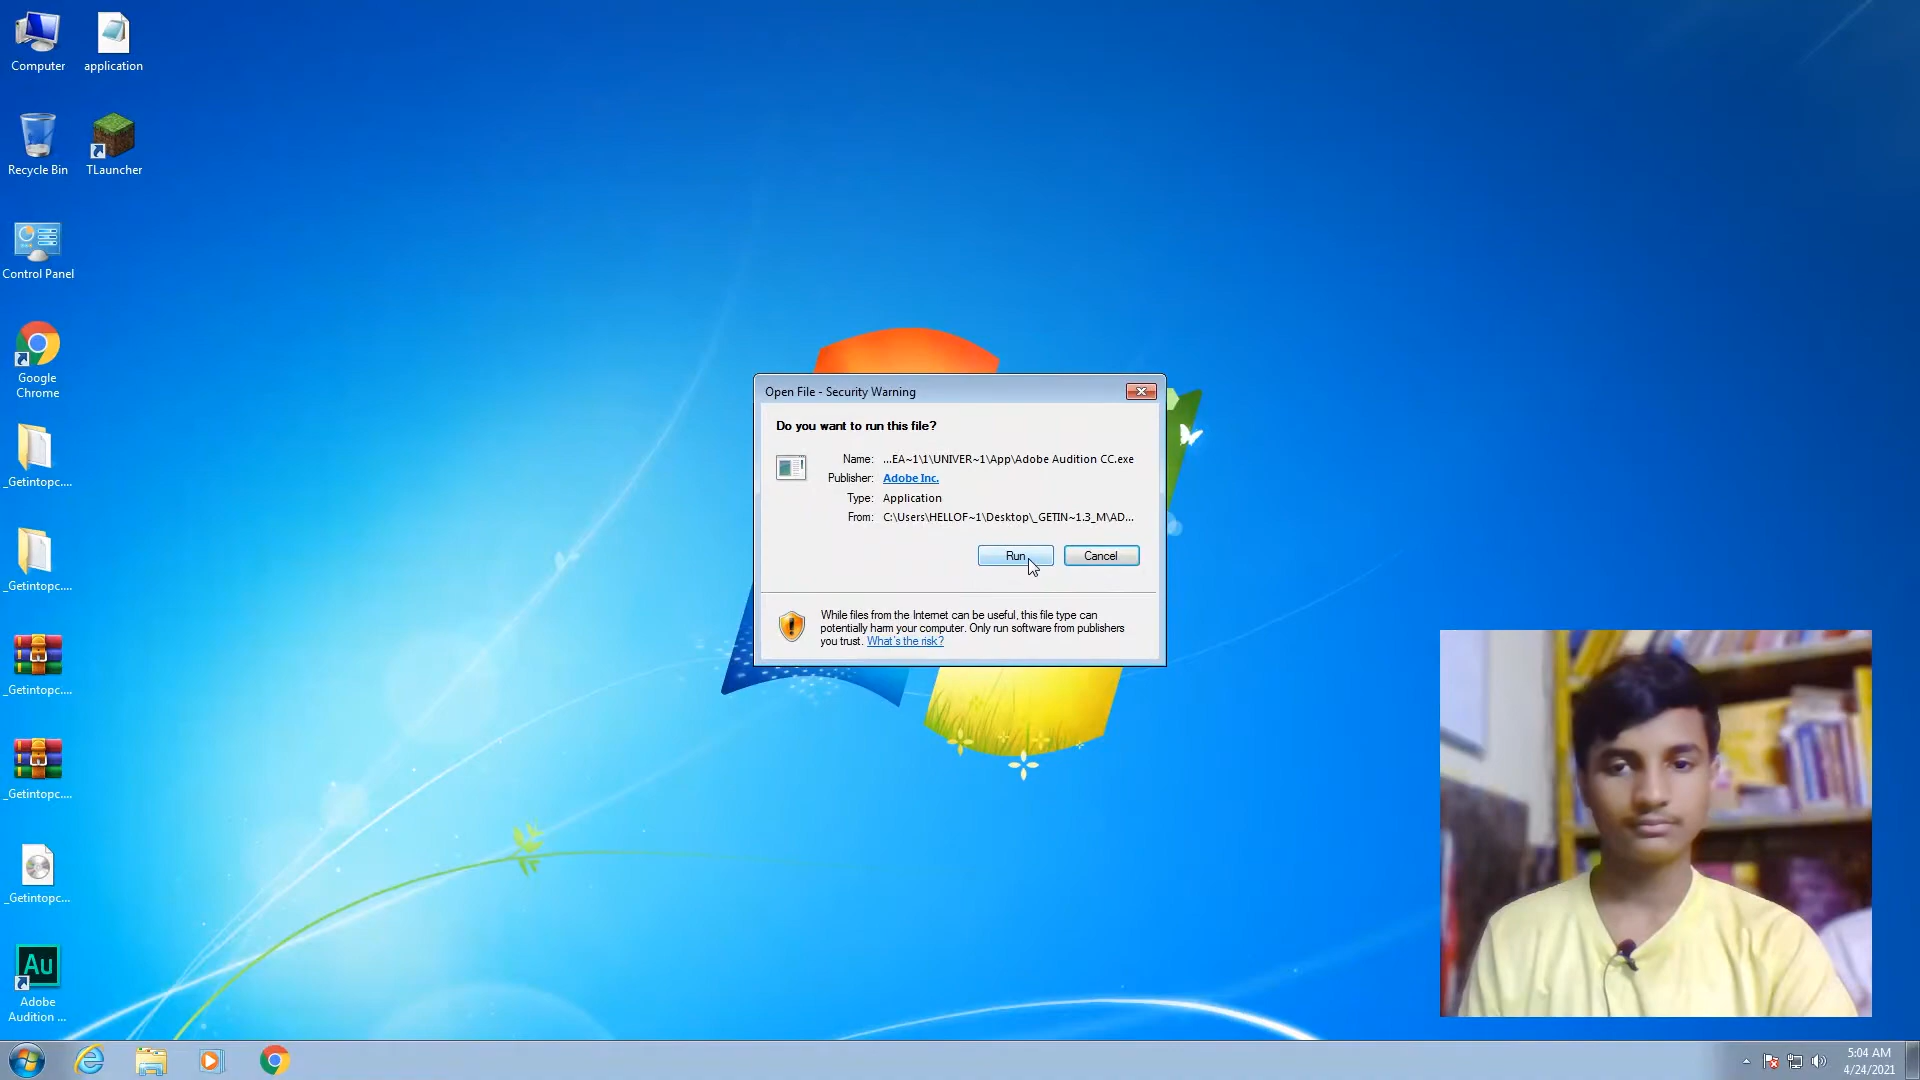 Computer
application
Recycle Bin
TLauncher
Control Panel
Google
Chrome
_Getintopc....
_Getintopc....
_Getintopc....
_Getintopc....
_Getintopc...
Au
Adobe
Audition ...
Open File - Security Warning
Do you want to run this file?
Name: ...EA~1\1\UNIVER~1\App\Adobe Audition CC.exe
Publisher: Adobe Inc.
Type: Application
From: C:\Users\HELLOF~1\Desktop\_GETIN~1.3_M\AD...
Run
Cancel
While files from the Internet can be useful, this file type can
potentially harm your computer. Only run software from publishers
you trust. What's the risk?
5:04 AM
4/24/2021